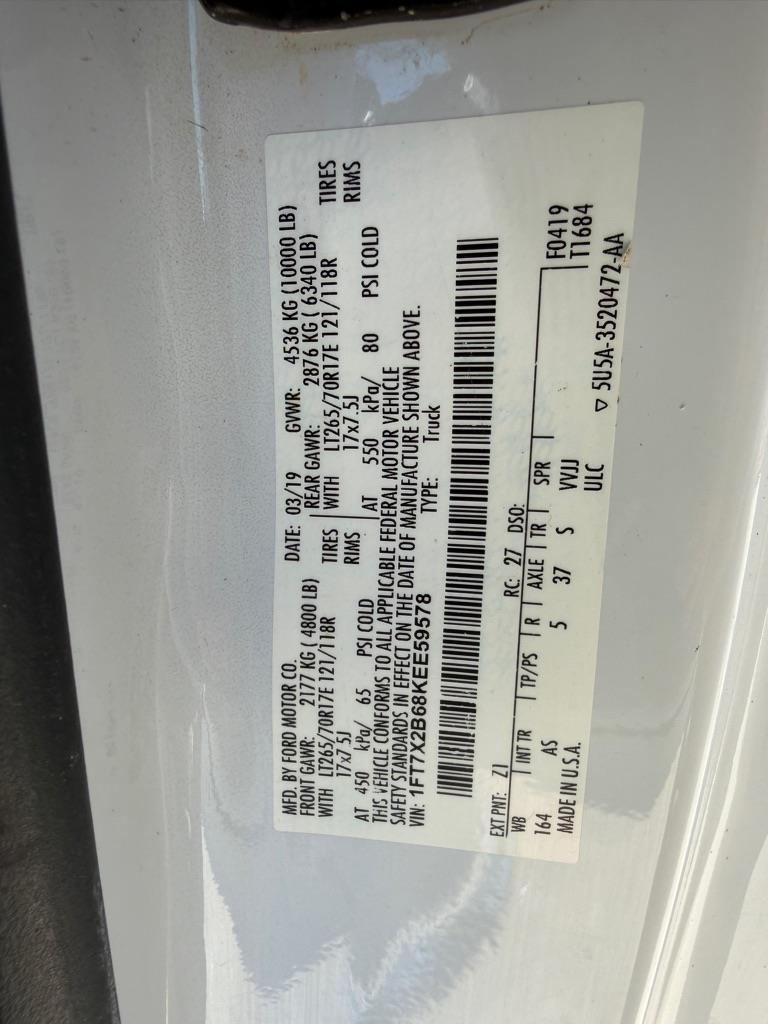 MFD. BY FORD MOTOR CO. DATE: 03/19 GVWR: 4536 KG (10000 LB)
FRONT GAWR: 2177 KG ( 4800 LB) REAR GAWR: 2876 KG ( 6340 LB)
WITH LT265/70R17E 121/118R TIRES WITH LT265/70R17E 121/118R TIRES
17x7.5J RIMS 17x7.5J RIMS
AT 450 kPa/ 65 PSI COLD AT 550 kPa/ 80 PSI COLD
THIS VEHICLE CONFORMS TO ALL APPLICABLE FEDERAL MOTOR VEHICLE
SAFETY STANDARDS IN EFFECT ON THE DATE OF MANUFACTURE SHOWN ABOVE.
VIN: 1FT7X2B68KEE59578 TYPE: Truck
EXT PNT: Z1 RC: 27 DSO:
WB INT TR TP/PS R AXLE TR SPR F0419
164 AS 5 37 S VVJJ T1684
MADE IN U.S.A. ULC ▽ 5U5A-3520472-AA